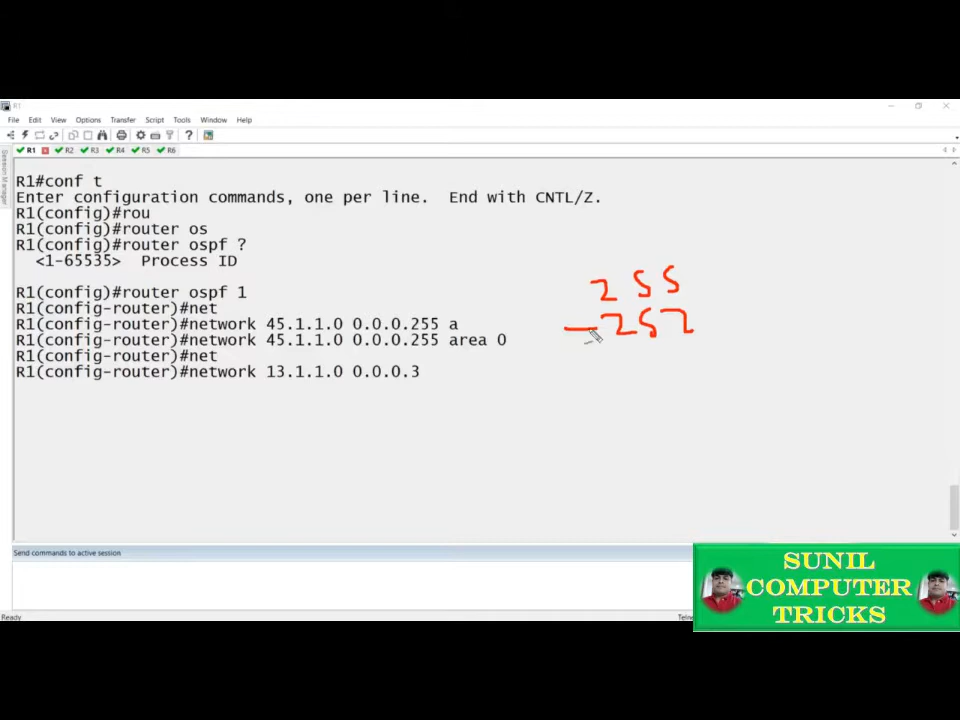 R1
File Edit View Options Transfer Script Tools Window Help
R1 R2 R3 R4 R5 R6
Session Manager
R1#conf t
Enter configuration commands, one per line. End with CNTL/Z.
R1(config)#rou
R1(config)#router os
R1(config)#router ospf ?
<1-65535> Process ID
R1(config)#router ospf 1
R1(config-router)#net
R1(config-router)#network 45.1.1.0 0.0.0.255 a
R1(config-router)#network 45.1.1.0 0.0.0.255 area 0
R1(config-router)#net
R1(config-router)#network 13.1.1.0 0.0.0.3
255
-252
Send commands to active session
Ready
SUNIL
COMPUTER
TRICKS